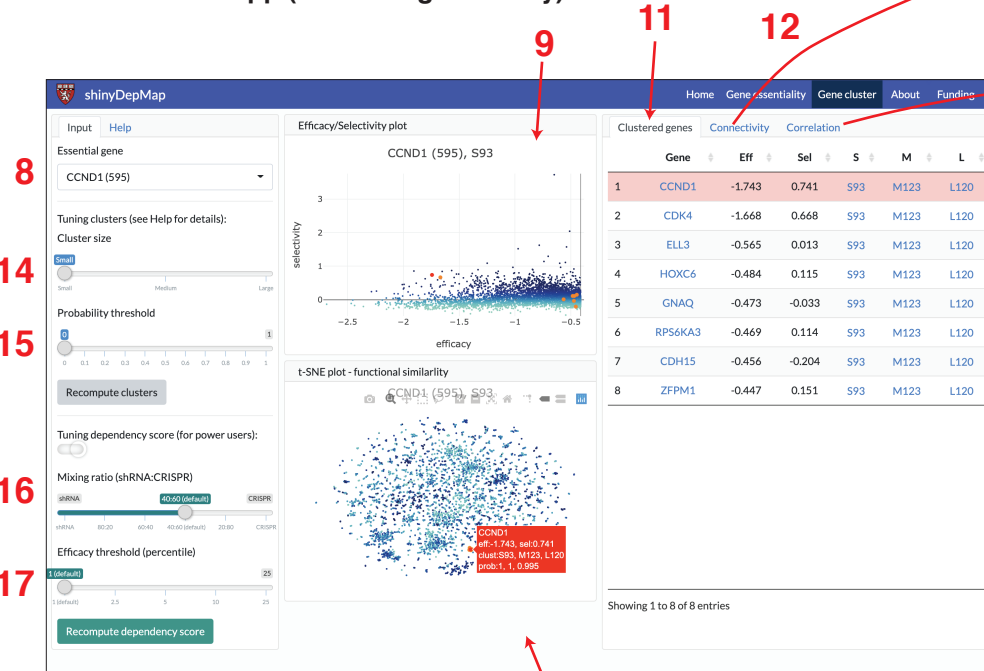 11
12
9
shinyDepMap
Home Gene essentiality Gene cluster About Funding
Input Help
Efficacy/Selectivity plot
Clustered genes Connectivity Correlation
8
Essential gene
CCND1 (595)
CCND1 (595), S93
Gene Eff Sel S M L
1 CCND1 -1.743 0.741 S93 M123 L120
2 CDK4 -1.668 0.668 S93 M123 L120
3 ELL3 -0.565 0.013 S93 M123 L120
4 HOXC6 -0.484 0.115 S93 M123 L120
5 GNAQ -0.473 -0.033 S93 M123 L120
6 RPS6KA3 -0.469 0.114 S93 M123 L120
7 CDH15 -0.456 -0.204 S93 M123 L120
8 ZFPM1 -0.447 0.151 S93 M123 L120
Showing 1 to 8 of 8 entries
selectivity
3
2
1
0
−2.5 −2 −1.5 −1 −0.5
efficacy
Tuning clusters (see Help for details):
Cluster size
14
Small
Small Medium Large
Probability threshold
15
0 1
0 0.1 0.2 0.3 0.4 0.5 0.6 0.7 0.8 0.9 1
Recompute clusters
t-SNE plot - functional similarlity
CCND1 (595), S93
CCND1
eff:-1.743, sel:0.741
clust:S93, M123, L120
prob:1, 1, 0.995
Tuning dependency score (for power users):
Mixing ratio (shRNA:CRISPR)
16
shRNA 40:60 (default) CRISPR
shRNA 80:20 60:40 40:60 (default) 20:80 CRISPR
Efficacy threshold (percentile)
17
1 (default) 25
1 (default) 2.5 5 10 25
Recompute dependency score